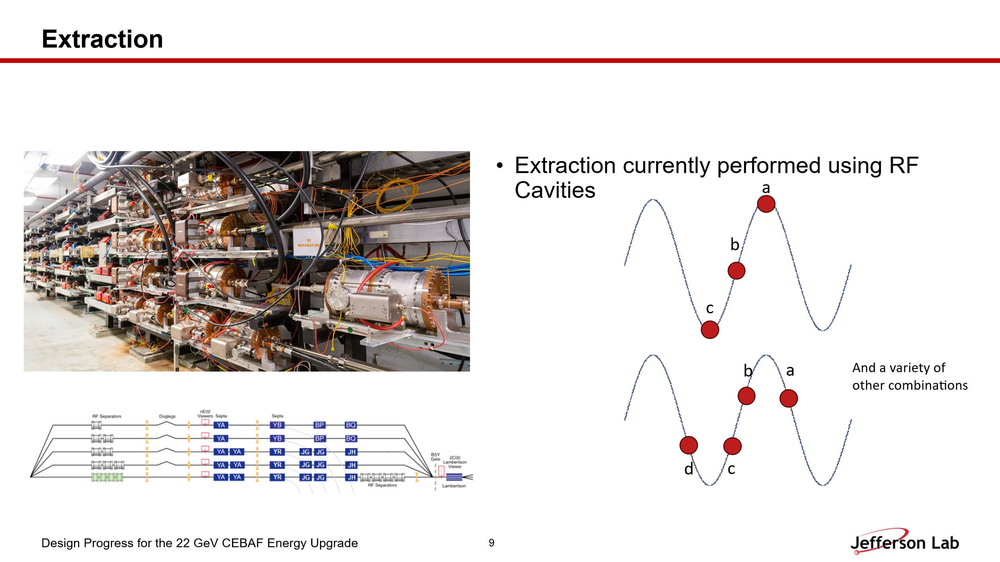 Extraction
RF
SEPARATORS
• Extraction currently performed using RF
Cavities
a
b
c
b
a
And a variety of
other combinations
d
c
RF Separators
Doglegs
nE02
Viewers
Septa
Septa
YA
YB
BP
BQ
YA
YB
BP
BQ
YA
YA
YR
JG
JG
JH
YA
YA
YR
JG
JG
JH
YA
YA
YR
JG
JG
JH
RF Separators
BSY
Gate
2C00
Lambertson
Viewer
Lambertson
Design Progress for the 22 GeV CEBAF Energy Upgrade
9
Jefferson Lab